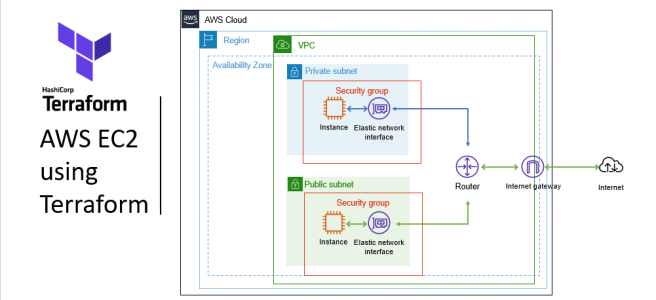 HashiCorp
Terraform
AWS EC2
using
Terraform
aws
AWS Cloud
Region
VPC
Availability Zone
Private subnet
Security group
Instance
Elastic network
interface
Public subnet
Security group
Instance
Elastic network
interface
Router
Internet gateway
Internet